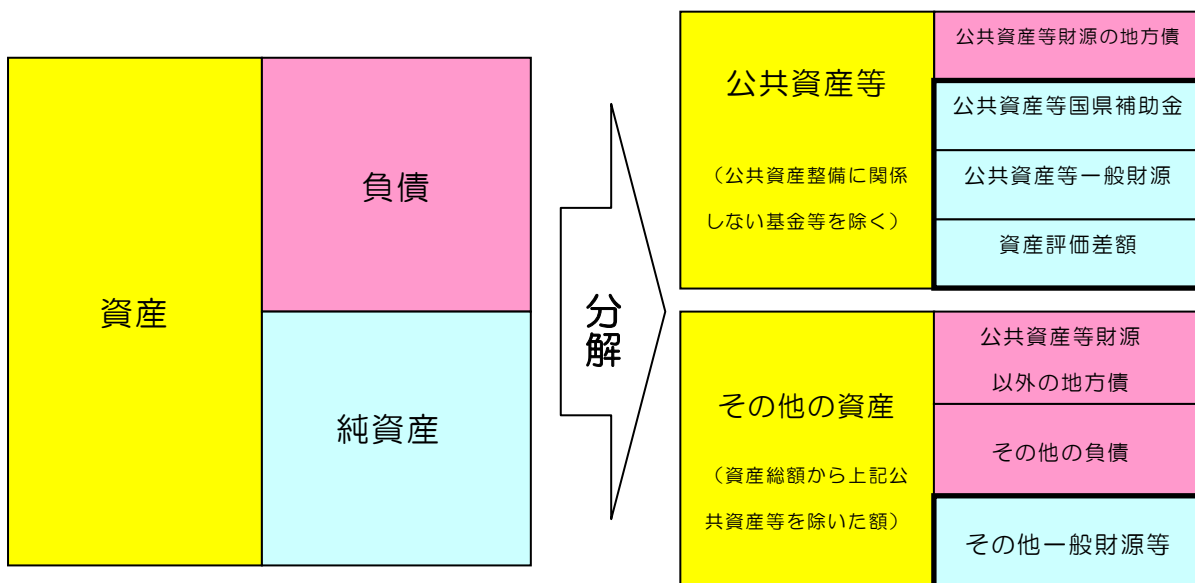 資産
負債
純資産
分解
公共資産等
（公共資産整備に関係
しない基金等を除く）
公共資産等財源の地方債
公共資産等国県補助金
公共資産等一般財源
資産評価差額
その他の資産
（資産総額から上記公
共資産等を除いた額）
公共資産等財源
以外の地方債
その他の負債
その他一般財源等